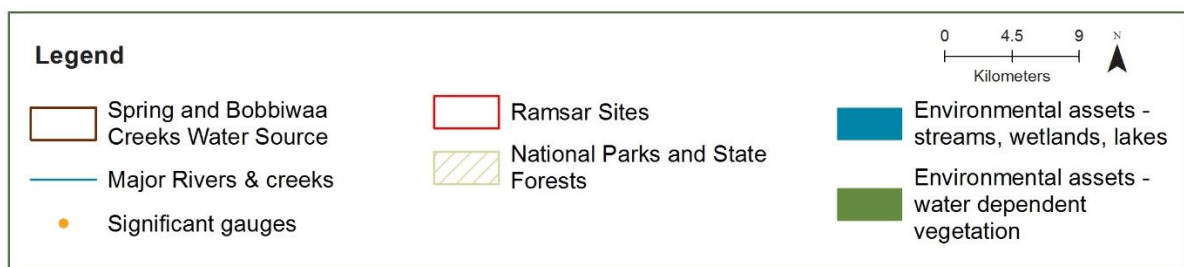 Legend
0 4.5 9
Kilometers
N
Spring and Bobbiwaa
Creeks Water Source
Major Rivers & creeks
Significant gauges
Ramsar Sites
National Parks and State
Forests
Environmental assets -
streams, wetlands, lakes
Environmental assets -
water dependent
vegetation